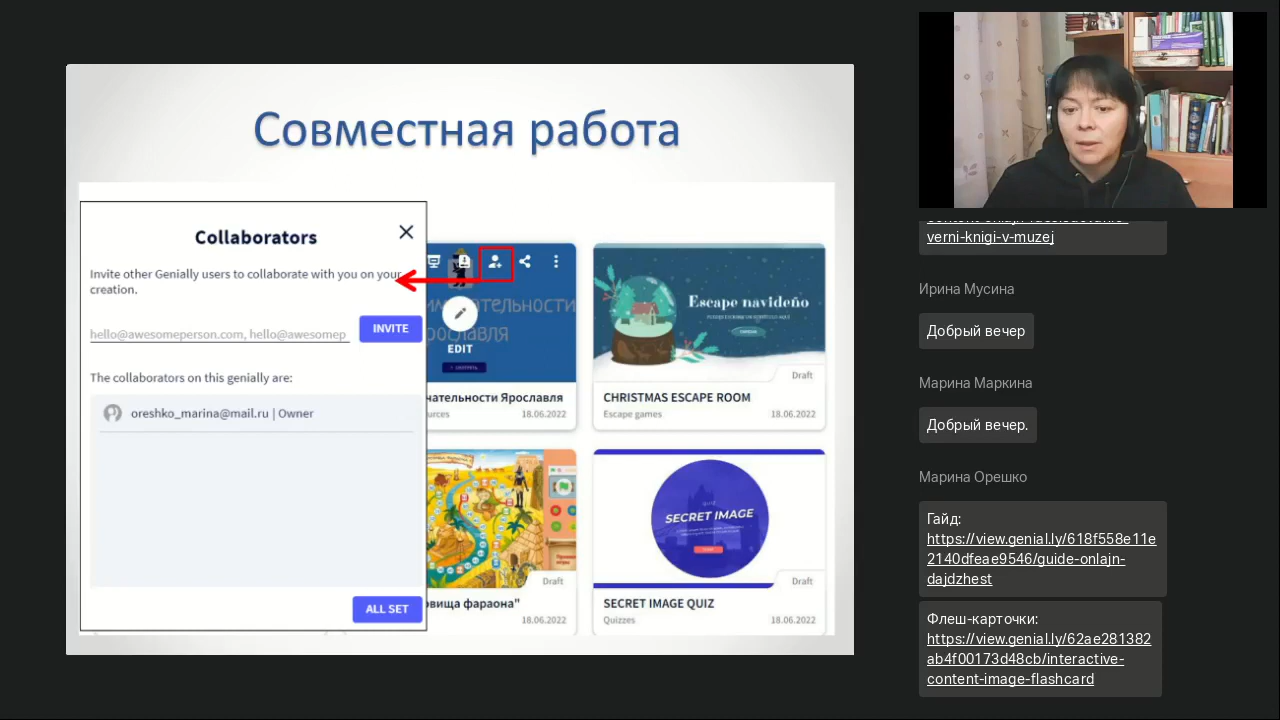 Совместная работа
Collaborators
Invite other Genially users to collaborate with you on your
creation.
hello@awesomeperson.com, hello@awesomep
INVITE
The collaborators on this genially are:
oreshko_marina@mail.ru | Owner
ALL SET
EDIT
чательности Ярославля
18.06.2022
Escape navideño
Draft
CHRISTMAS ESCAPE ROOM
Escape games
18.06.2022
Draft
овища фараона"
18.06.2022
SECRET IMAGE
Draft
SECRET IMAGE QUIZ
Quizzes
18.06.2022
verni-knigi-v-muzej
Ирина Мусина
Добрый вечер
Марина Маркина
Добрый вечер.
Марина Орешко
Гайд:
https://view.genial.ly/618f558e11e
2140dfeae9546/guide-onlajn-
dajdzhest
Флеш-карточки:
https://view.genial.ly/62ae281382
ab4f00173d48cb/interactive-
content-image-flashcard